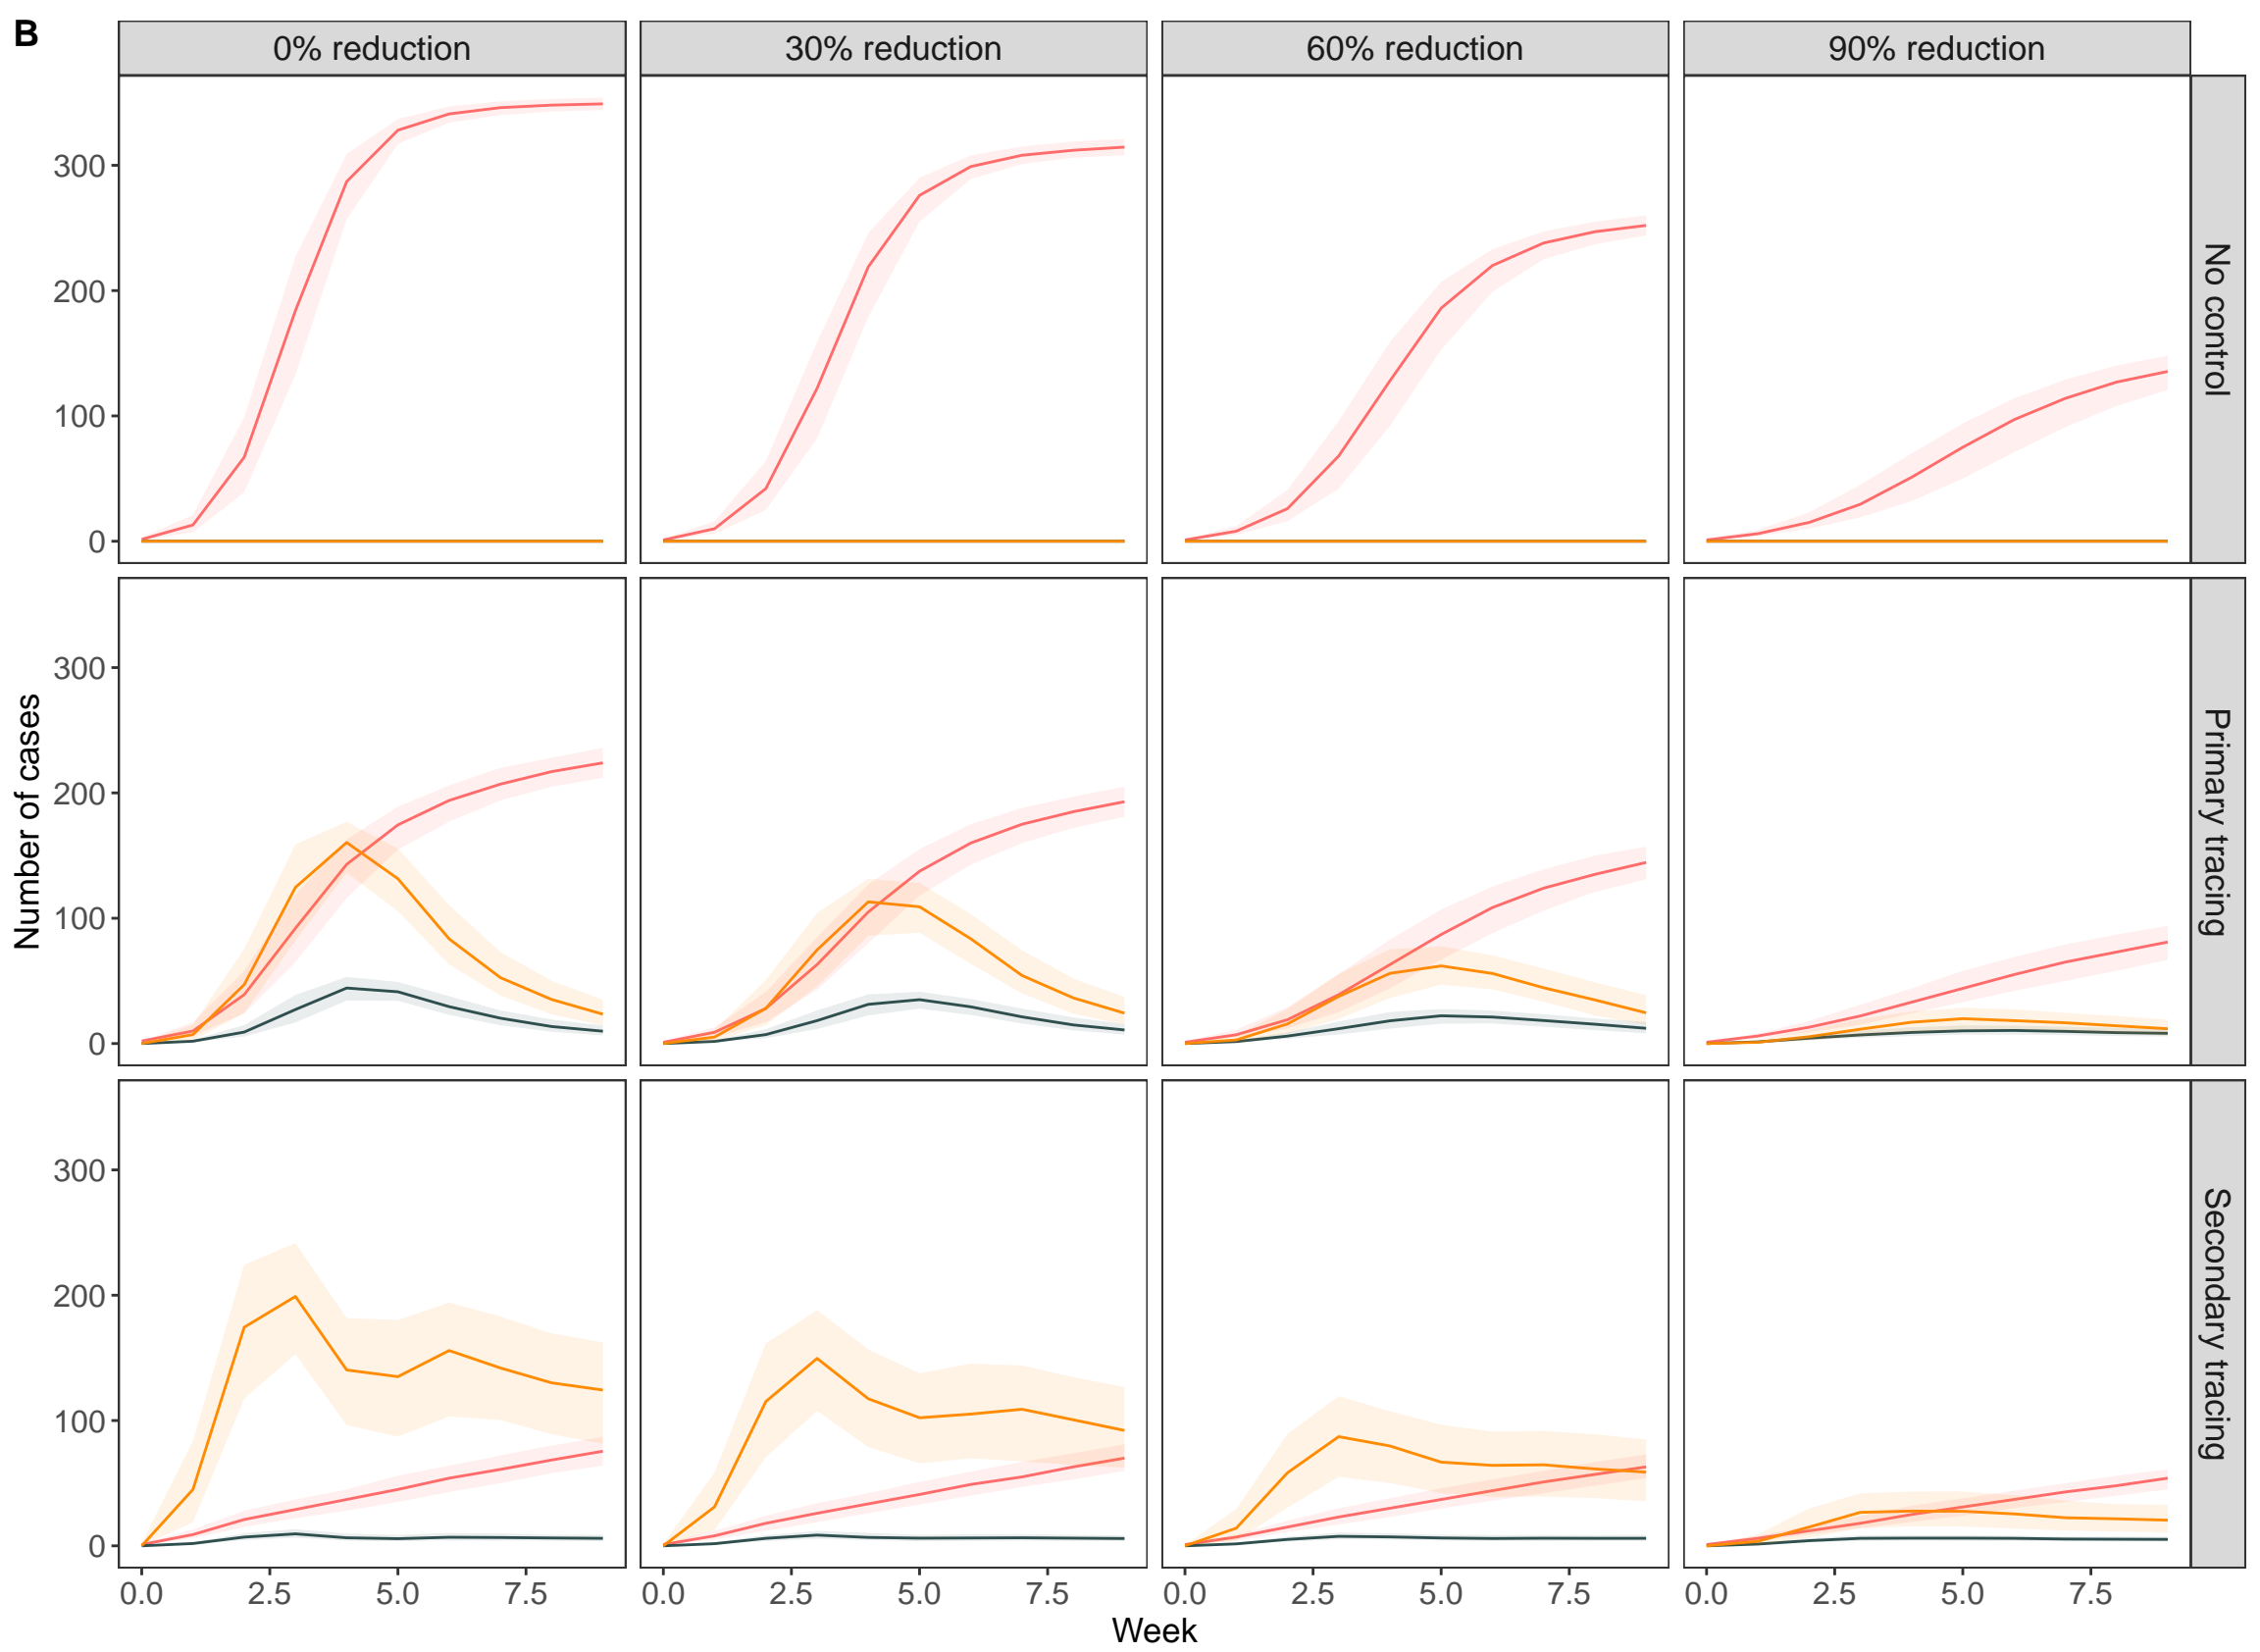 B
0% reduction
30% reduction
60% reduction
90% reduction
No control
Primary tracing
Secondary tracing
Number of cases
300
200
100
0
300
200
100
0
300
200
100
0
0.0 2.5 5.0 7.5
0.0 2.5 5.0 7.5
0.0 2.5 5.0 7.5
0.0 2.5 5.0 7.5
Week